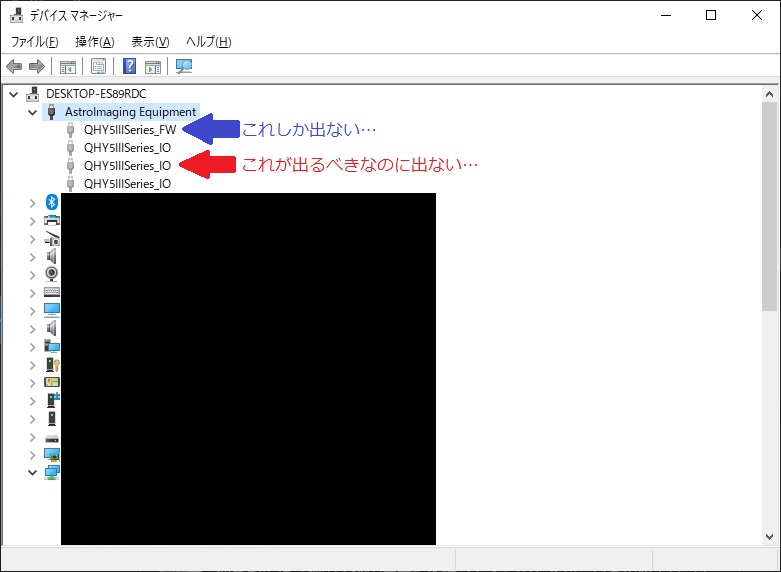 デバイス マネージャー
ファイル(F) 操作(A) 表示(V) ヘルプ(H)
DESKTOP-ES89RDC
AstroImaging Equipment
QHY5IIISeries_FW これしか出ない…
QHY5IIISeries_IO
QHY5IIISeries_IO これが出るべきなのに出ない…
QHY5IIISeries_IO